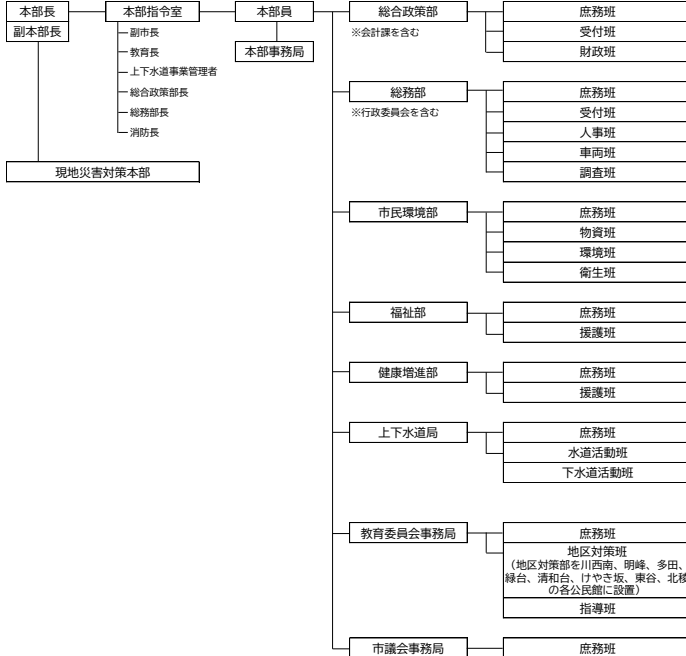 本部長
副本部長
本部指令室
副市長
教育長
上下水道事業管理者
総合政策部長
総務部長
消防長
現地災害対策本部
本部員
本部事務局
総合政策部
※会計課を含む
庶務班
受付班
財政班
総務部
※行政委員会を含む
庶務班
受付班
人事班
車両班
調査班
市民環境部
庶務班
物資班
環境班
衛生班
福祉部
庶務班
援護班
健康増進部
庶務班
援護班
上下水道局
庶務班
水道活動班
下水道活動班
教育委員会事務局
庶務班
地区対策班
(地区対策部を川西南、明峰、多田、
緑台、清和台、けやき坂、東谷、北稜
の各公民館に設置)
指導班
市議会事務局
庶務班